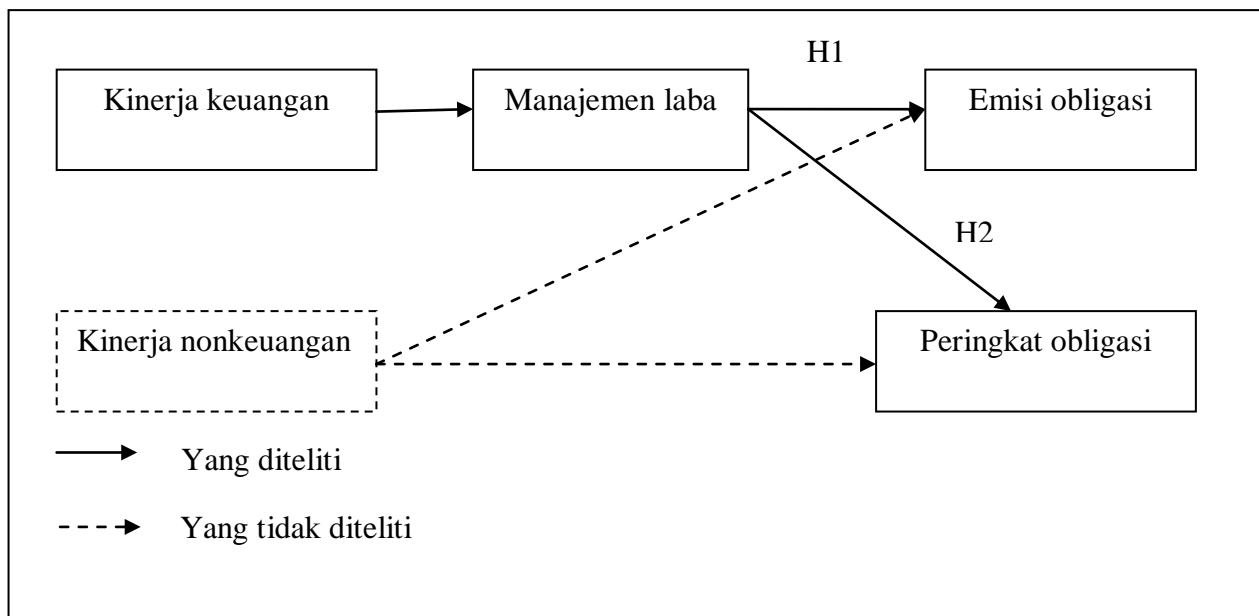 H1
Kinerja keuangan
Manajemen laba
Emisi obligasi
H2
Kinerja nonkeuangan
Peringkat obligasi
Yang diteliti
Yang tidak diteliti